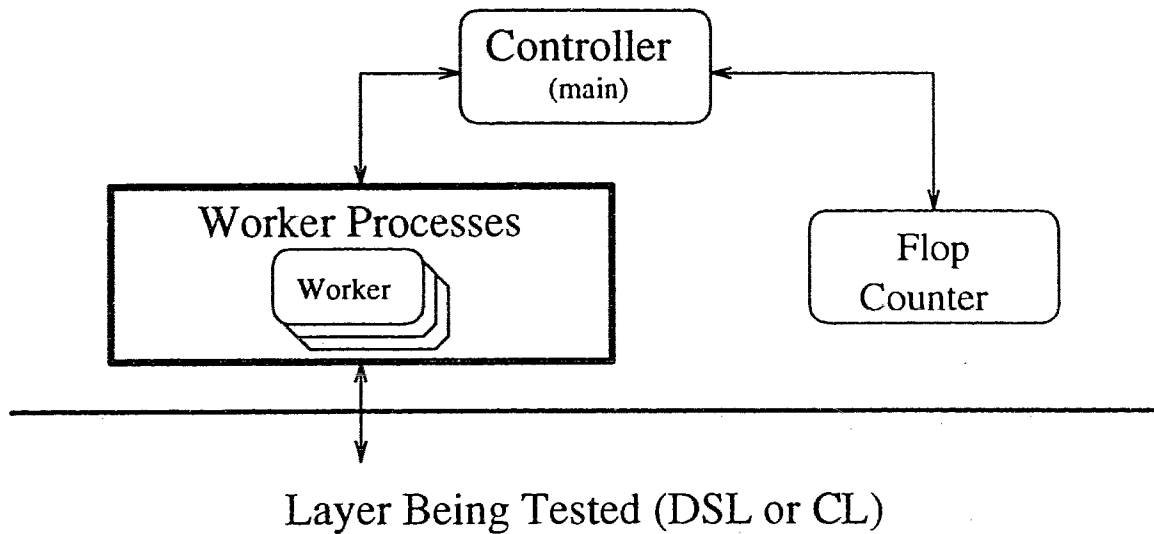 Controller
(main)
Worker Processes
Worker
Flop
Counter
Layer Being Tested (DSL or CL)